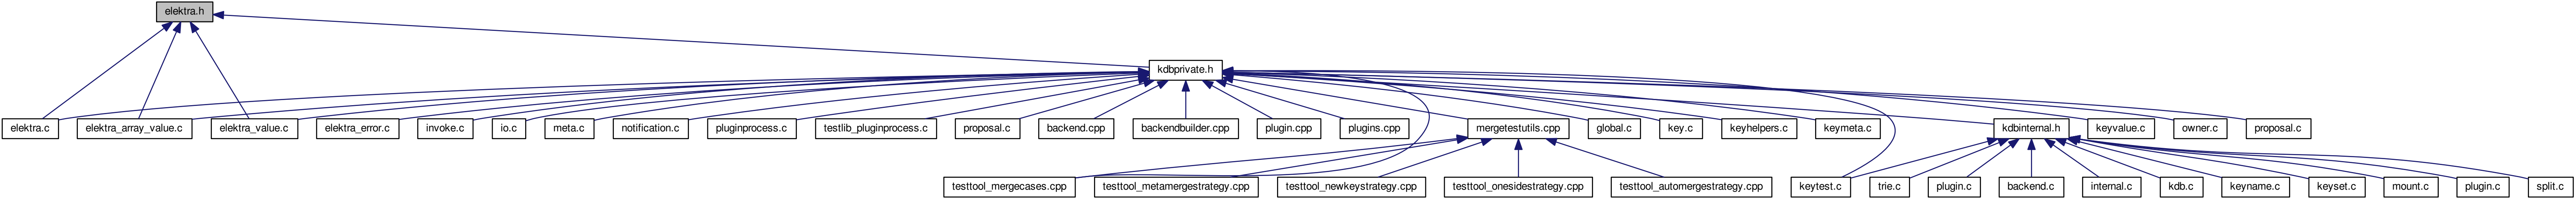 elektra.h
kdbprivate.h
elektra.c
elektra_array_value.c
elektra_value.c
elektra_error.c
invoke.c
io.c
meta.c
notification.c
pluginprocess.c
testlib_pluginprocess.c
proposal.c
backend.cpp
backendbuilder.cpp
plugin.cpp
plugins.cpp
mergetestutils.cpp
global.c
key.c
keyhelpers.c
keymeta.c
kdbinternal.h
keyvalue.c
owner.c
proposal.c
testtool_mergecases.cpp
testtool_metamergestrategy.cpp
testtool_newkeystrategy.cpp
testtool_onesidestrategy.cpp
testtool_automergestrategy.cpp
keytest.c
trie.c
plugin.c
backend.c
internal.c
kdb.c
keyname.c
keyset.c
mount.c
plugin.c
split.c